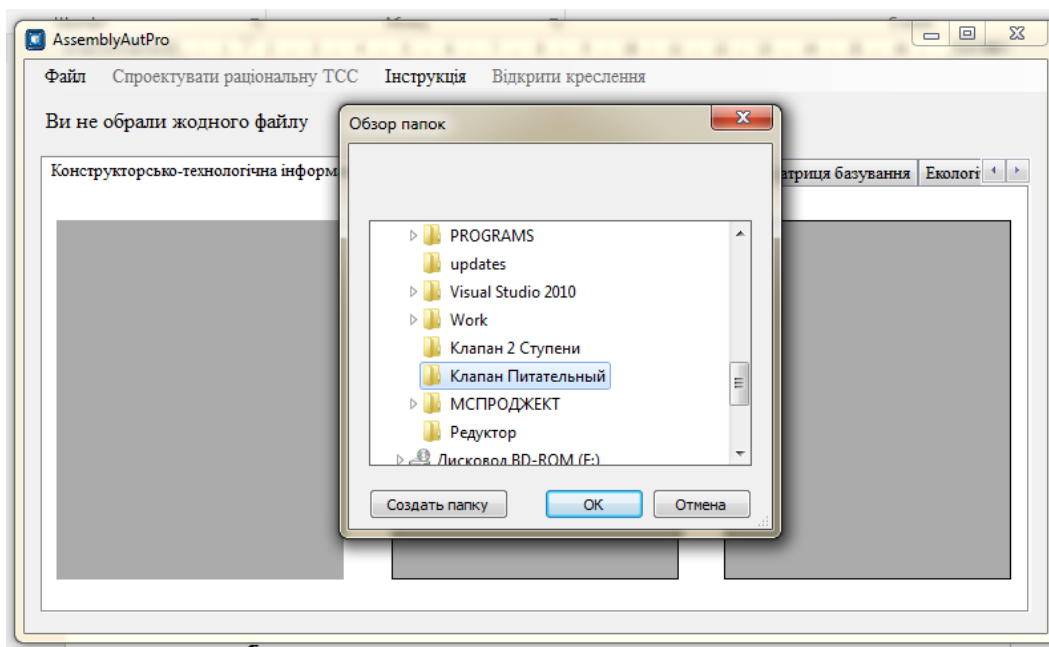 AssemblyAutPro
Файл Спроектувати раціональну ТСС Інструкція Відкрити креслення
Ви не обрали жодного файлу
Обзор папок
Конструкторсько-технологічна інформ
атриця базування Екологі
PROGRAMS
updates
Visual Studio 2010
Work
Клапан 2 Ступени
Клапан Питательный
МСПРОДЖЕКТ
Редуктор
Дисковод BD-ROM (F:)
Создать папку ОК Отмена